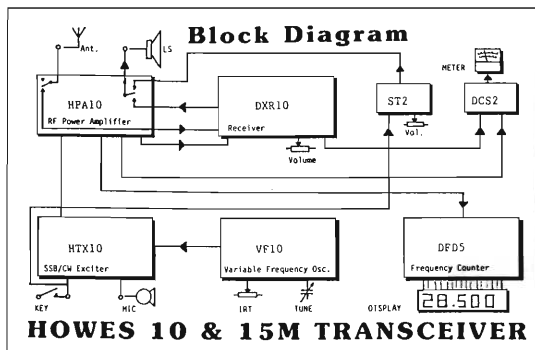 Block Diagram
Ant.
LS
METER
HPA10
RF Power Amplifier
DXR10
Receiver
ST2
DCS2
Vol.
Volume
HTX10
SSB/CW Exciter
VF10
Variable Frequency Osc.
DFD5
Frequency Counter
KEY
MIC
IRT
TUNE
DISPLAY
28.500
HOWES 10 & 15M TRANSCEIVER